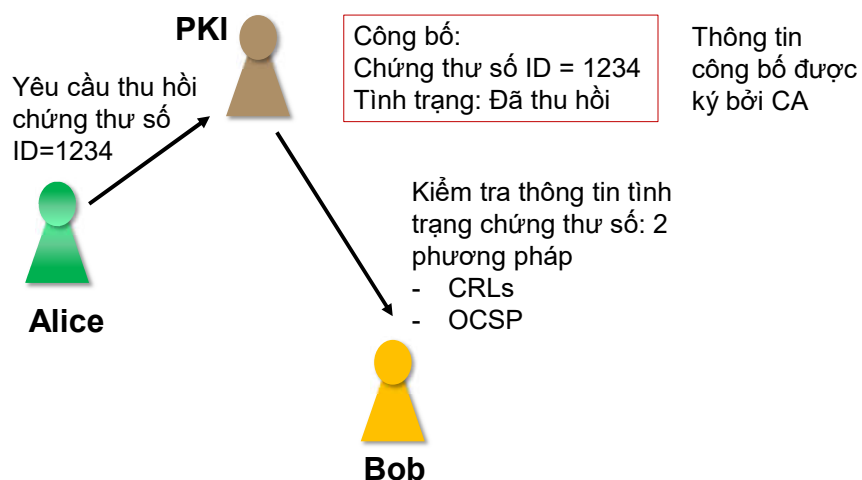 PKI
Công bố:
Chứng thư số ID = 1234
Tình trạng: Đã thu hồi
Thông tin
công bố được
ký bởi CA
Yêu cầu thu hồi
chứng thư số
ID=1234
Kiểm tra thông tin tình
trạng chứng thư số: 2
phương pháp
- CRLs
- OCSP
Alice
Bob